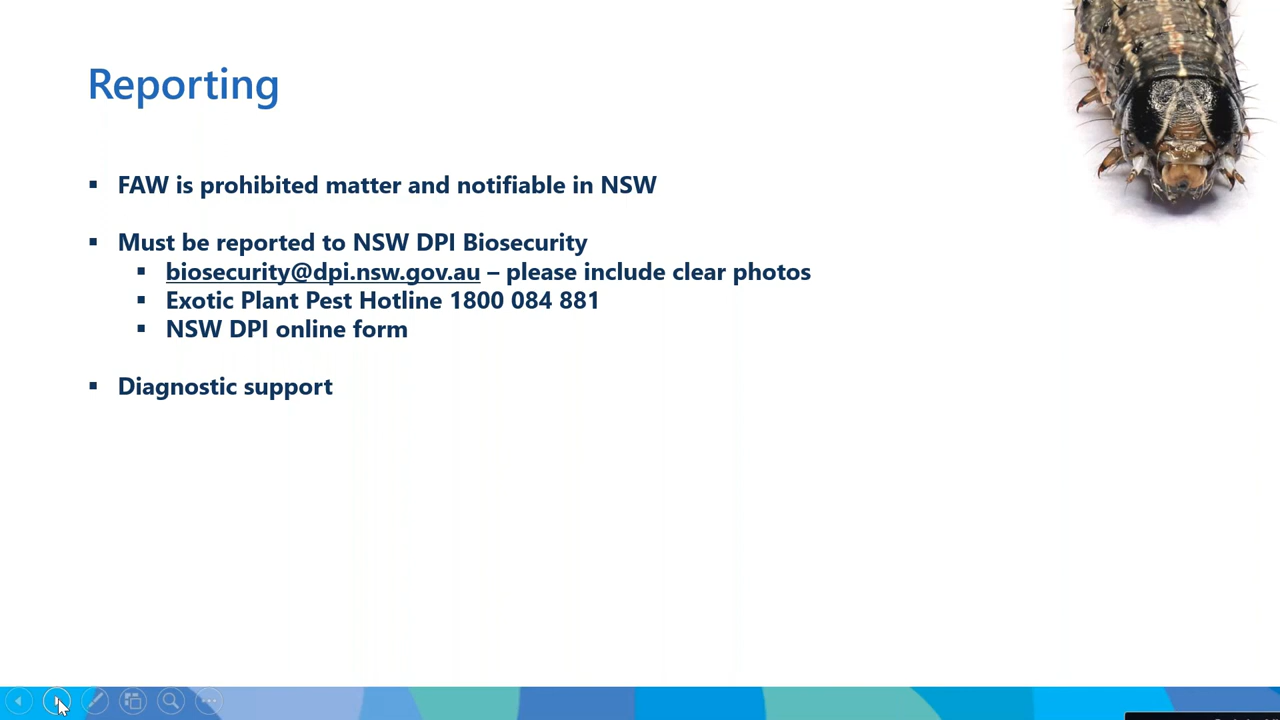 Reporting
▪ FAW is prohibited matter and notifiable in NSW
▪ Must be reported to NSW DPI Biosecurity
▪ biosecurity@dpi.nsw.gov.au – please include clear photos
▪ Exotic Plant Pest Hotline 1800 084 881
▪ NSW DPI online form
▪ Diagnostic support